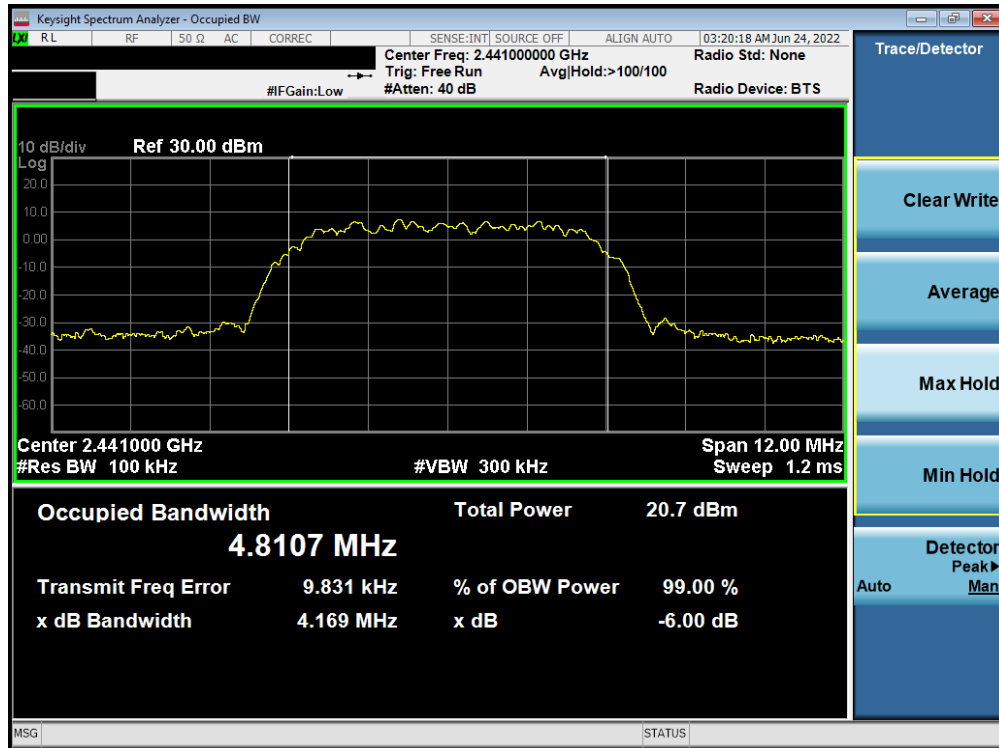 Keysight Spectrum Analyzer - Occupied BW
LXI RL RF 50 Ω AC CORREC SENSE:INT SOURCE OFF ALIGN AUTO 03:20:18 AM Jun 24, 2022
Center Freq: 2.441000000 GHz Radio Std: None
Trig: Free Run Avg|Hold:>100/100
#IFGain:Low #Atten: 40 dB Radio Device: BTS
Trace/Detector
10 dB/div Ref 30.00 dBm
Log
20.0
10.0
0.00
-10.0
-20.0
-30.0
-40.0
-50.0
-60.0
Center 2.441000 GHz Span 12.00 MHz
#Res BW 100 kHz #VBW 300 kHz Sweep 1.2 ms
Occupied Bandwidth Total Power 20.7 dBm
4.8107 MHz
Transmit Freq Error 9.831 kHz % of OBW Power 99.00 %
x dB Bandwidth 4.169 MHz x dB -6.00 dB
Clear Write
Average
Max Hold
Min Hold
Detector
Peak▶
Auto Man
MSG STATUS